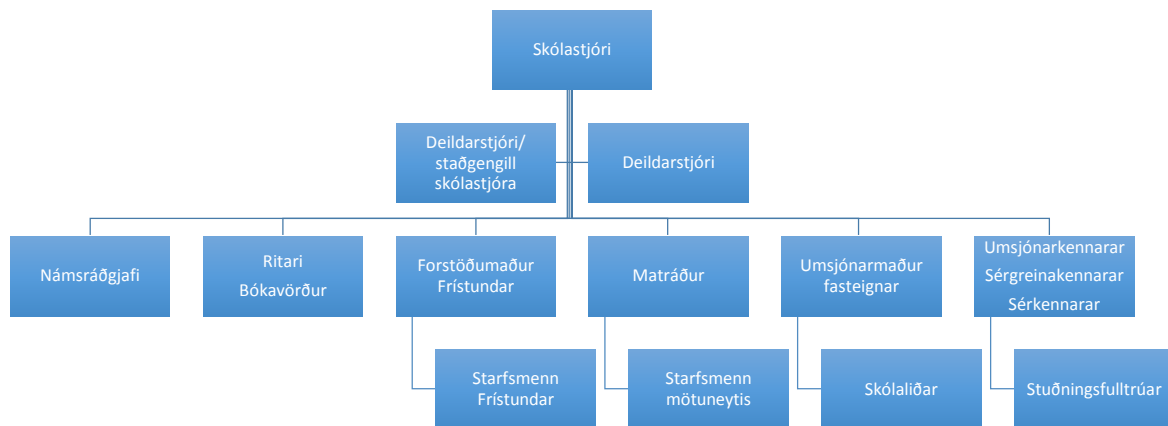 Skólastjóri
Deildarstjóri/
staðgengill
skólastjóra
Deildarstjóri
Námsráðgjafi
Ritari
Bókavörður
Forstöðumaður
Frístundar
Matráður
Umsjónarmaður
fasteignar
Umsjónarkennarar
Sérgreinakennarar
Sérkennarar
Starfsmenn
Frístundar
Starfsmenn
mötuneytis
Skólaliðar
Stuðningsfulltrúar